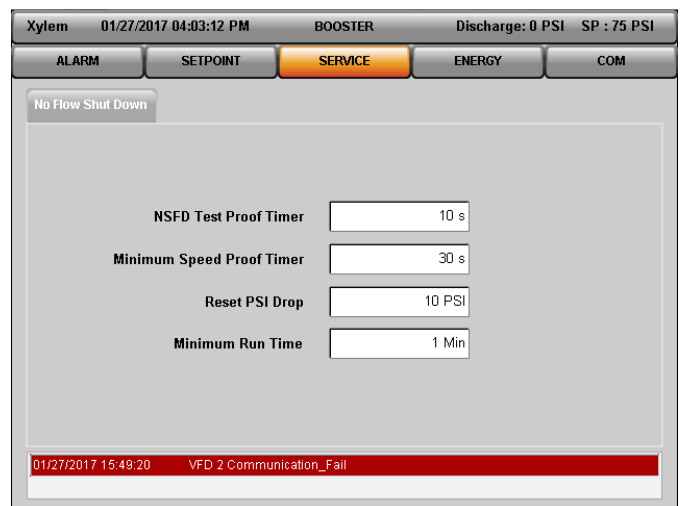 Xylem 01/27/2017 04:03:12 PM BOOSTER Discharge: 0 PSI SP : 75 PSI
ALARM SETPOINT SERVICE ENERGY COM
No Flow Shut Down
NSFD Test Proof Timer 10 s
Minimum Speed Proof Timer 30 s
Reset PSI Drop 10 PSI
Minimum Run Time 1 Min
01/27/2017 15:49:20 VFD 2 Communication_Fail